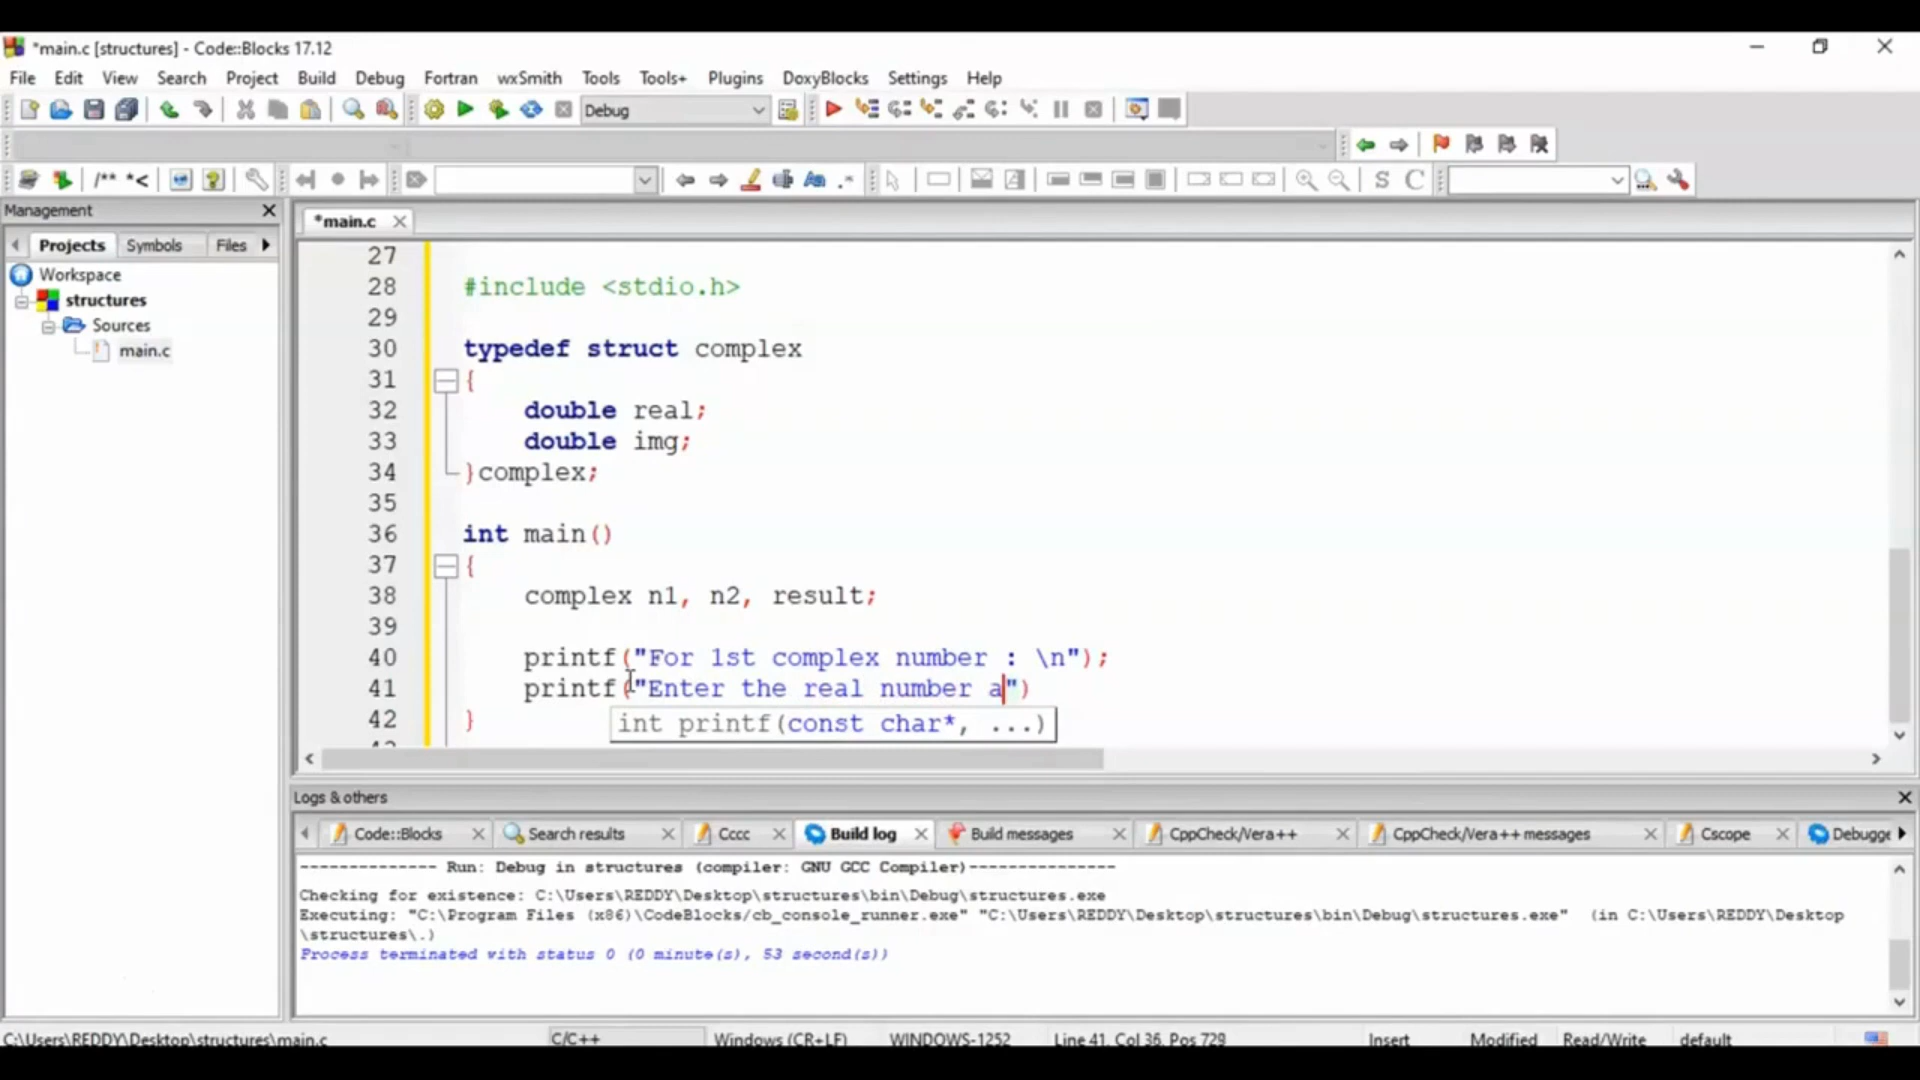 *main.c [structures] - Code::Blocks 17.12
File Edit View Search Project Build Debug Fortran wxSmith Tools Tools+ Plugins DoxyBlocks Settings Help
Debug
/** *<
S C
Management
*main.c
Projects Symbols Files
Workspace
structures
Sources
main.c
27
28 #include <stdio.h>
29
30 typedef struct complex
31 {
32 double real;
33 double img;
34 }complex;
35
36 int main()
37 {
38 complex n1, n2, result;
39
40 printf("For 1st complex number : \n");
41 printf("Enter the real number a")
42 }
int printf(const char*, ...)
Logs & others
Code::Blocks Search results Cccc Build log Build messages CppCheck/Vera++ CppCheck/Vera++ messages Cscope Debugge
-------------- Run: Debug in structures (compiler: GNU GCC Compiler)---------------
Checking for existence: C:\Users\REDDY\Desktop\structures\bin\Debug\structures.exe
Executing: "C:\Program Files (x86)\CodeBlocks/cb_console_runner.exe" "C:\Users\REDDY\Desktop\structures\bin\Debug\structures.exe" (in C:\Users\REDDY\Desktop
\structures\.)
Process terminated with status 0 (0 minute(s), 53 second(s))
C:\Users\REDDY\Desktop\structures\main.c C/C++ Windows (CR+LF) WINDOWS-1252 Line 41, Col 36, Pos 729 Insert Modified Read/Write default